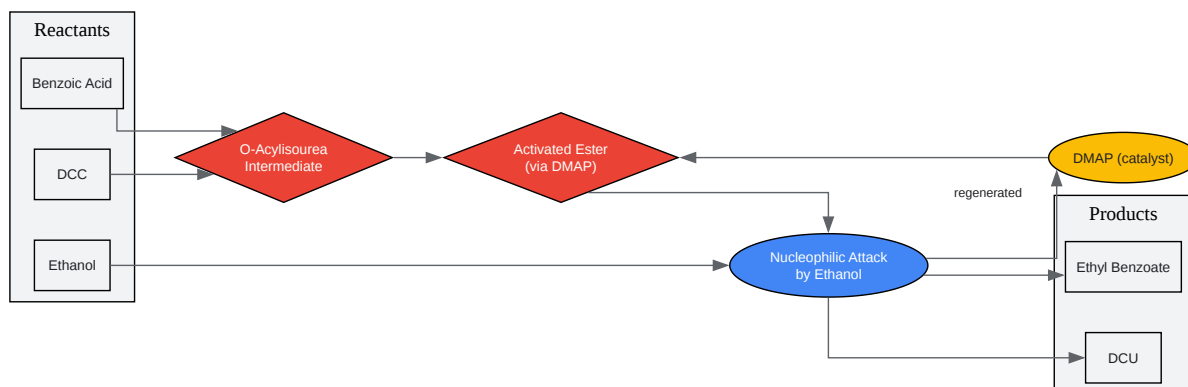 Reactants
Benzoic Acid
DCC
Ethanol
O-Acylisourea
Intermediate
Activated Ester
(via DMAP)
DMAP (catalyst)
regenerated
Nucleophilic Attack
by Ethanol
Products
Ethyl Benzoate
DCU